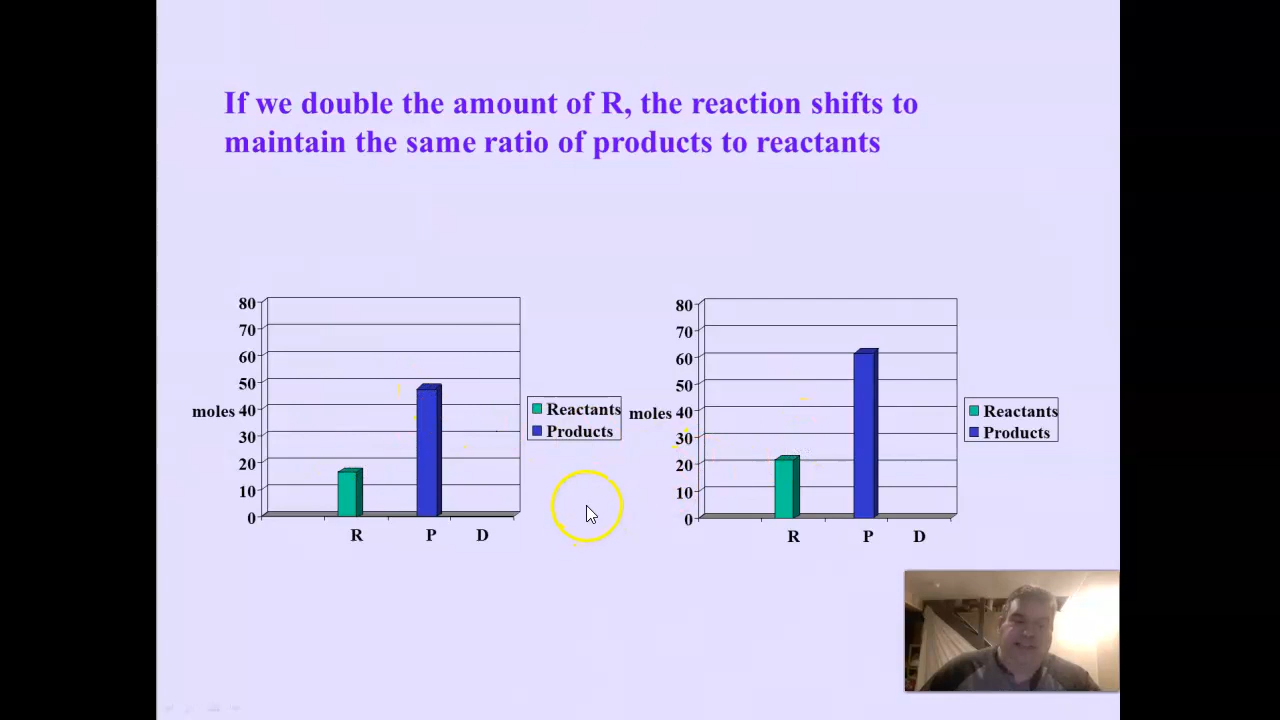 If we double the amount of R, the reaction shifts to
maintain the same ratio of products to reactants
80
70
60
50
40
30
20
10
0
moles
R P D
Reactants
Products
80
70
60
50
40
30
20
10
0
moles
R P D
Reactants
Products